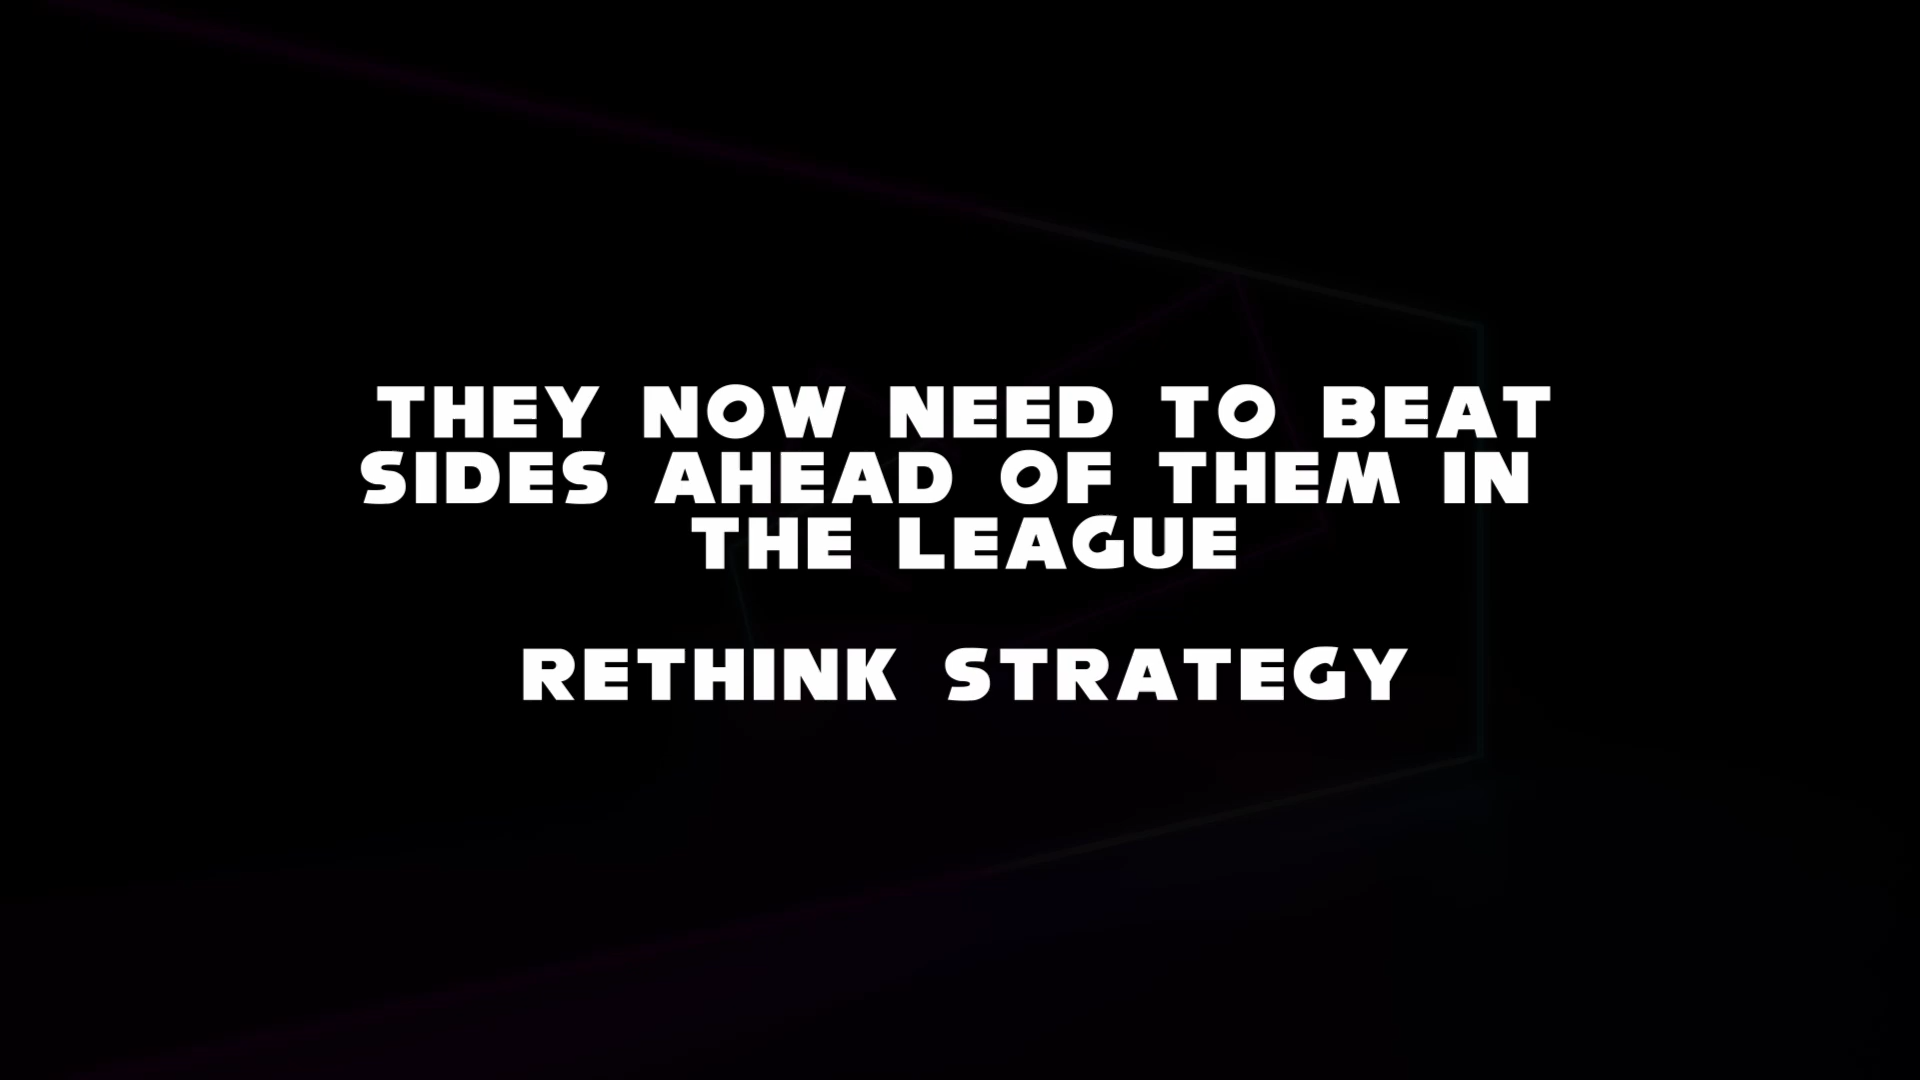 THEY NOW NEED TO BEAT
SIDES AHEAD OF THEM IN
THE LEAGUE
RETHINK STRATEGY